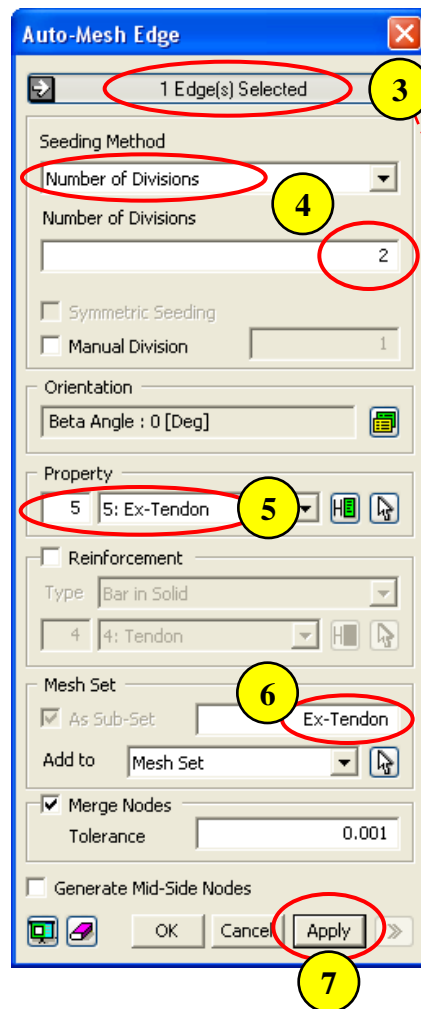 Auto-Mesh Edge
1 Edge(s) Selected
3
Seeding Method
Number of Divisions
4
Number of Divisions
2
Symmetric Seeding
Manual Division 1
Orientation
Beta Angle : 0 [Deg]
Property
5 5: Ex-Tendon 5
Reinforcement
Type Bar in Solid
4 4: Tendon
Mesh Set
6
As Sub-Set Ex-Tendon
Add to Mesh Set
Merge Nodes
Tolerance 0.001
Generate Mid-Side Nodes
OK Cancel Apply
7